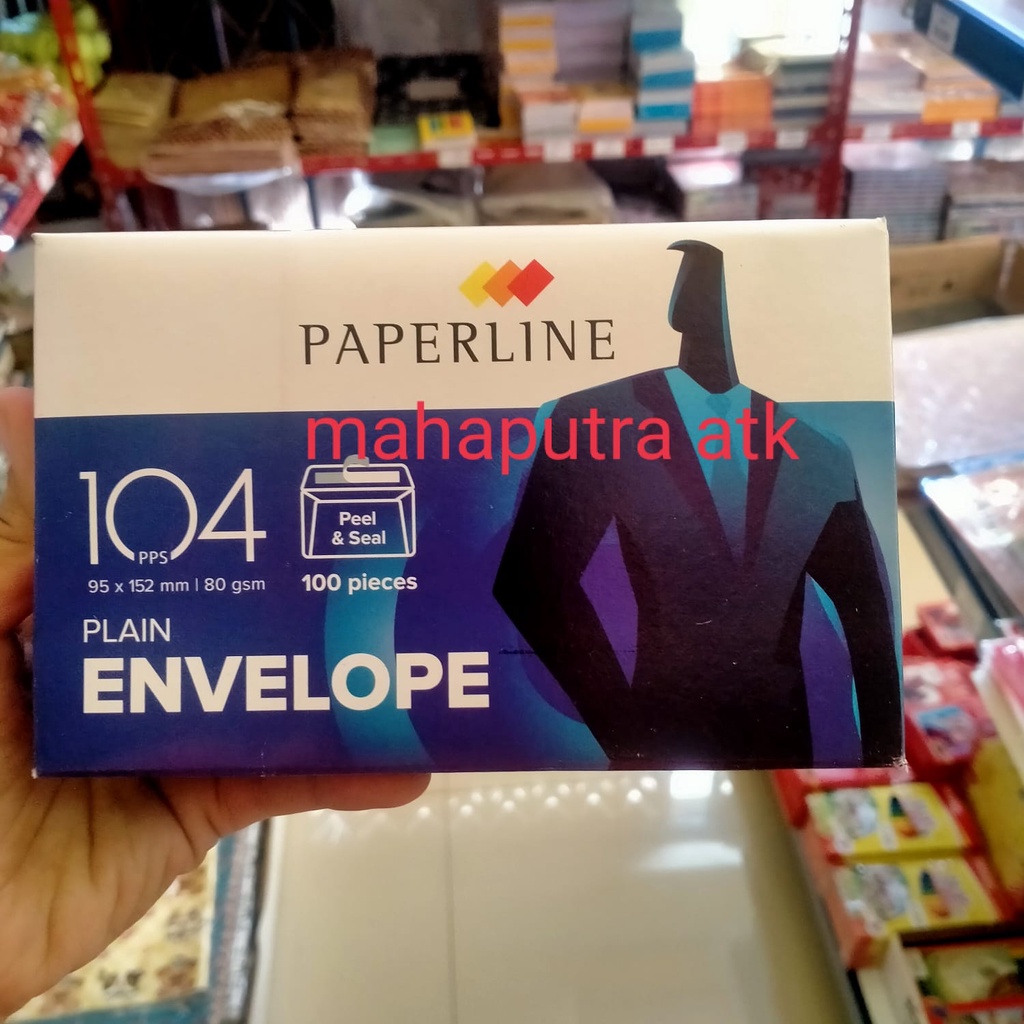 PAPERLINE
mahaputra atk
104
PPS
Peel
& Seal
95 x 152 mm | 80 gsm
100 pieces
PLAIN
ENVELOPE